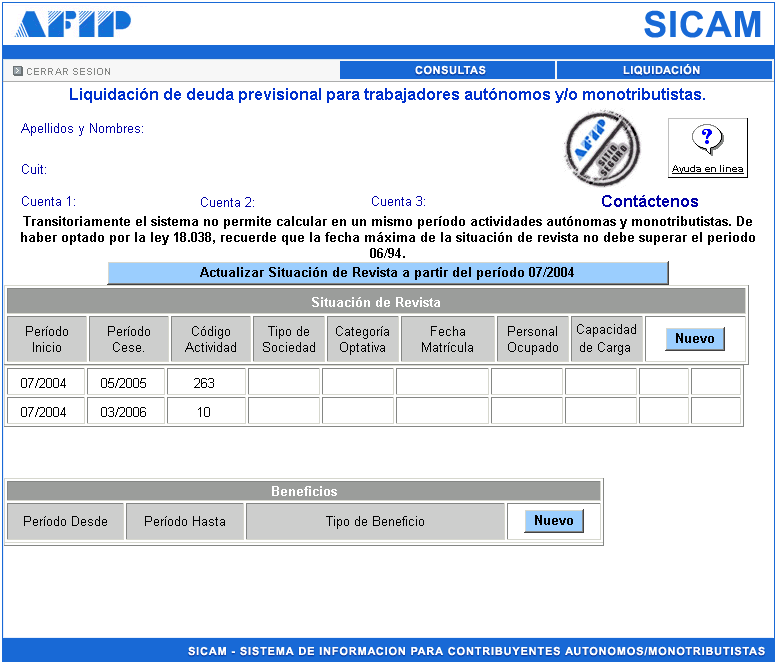 AFIP
SICAM
CERRAR SESION
CONSULTAS
LIQUIDACIÓN
Liquidación de deuda previsional para trabajadores autónomos y/o monotributistas.
Apellidos y Nombres:
AFIP
SITIO
SEGURO
?
Ayuda en linea
Cuit:
Cuenta 1:
Cuenta 2:
Cuenta 3:
Contáctenos
Transitoriamente el sistema no permite calcular en un mismo período actividades autónomas y monotributistas. De
haber optado por la ley 18.038, recuerde que la fecha máxima de la situación de revista no debe superar el periodo
06/94.
Actualizar Situación de Revista a partir del período 07/2004
Situación de Revista
Período
Inicio
Período
Cese.
Código
Actividad
Tipo de
Sociedad
Categoría
Optativa
Fecha
Matrícula
Personal
Ocupado
Capacidad
de Carga
Nuevo
07/2004 05/2005 263
07/2004 03/2006 10
Beneficios
Período Desde
Período Hasta
Tipo de Beneficio
Nuevo
SICAM - SISTEMA DE INFORMACION PARA CONTRIBUYENTES AUTONOMOS/MONOTRIBUTISTAS